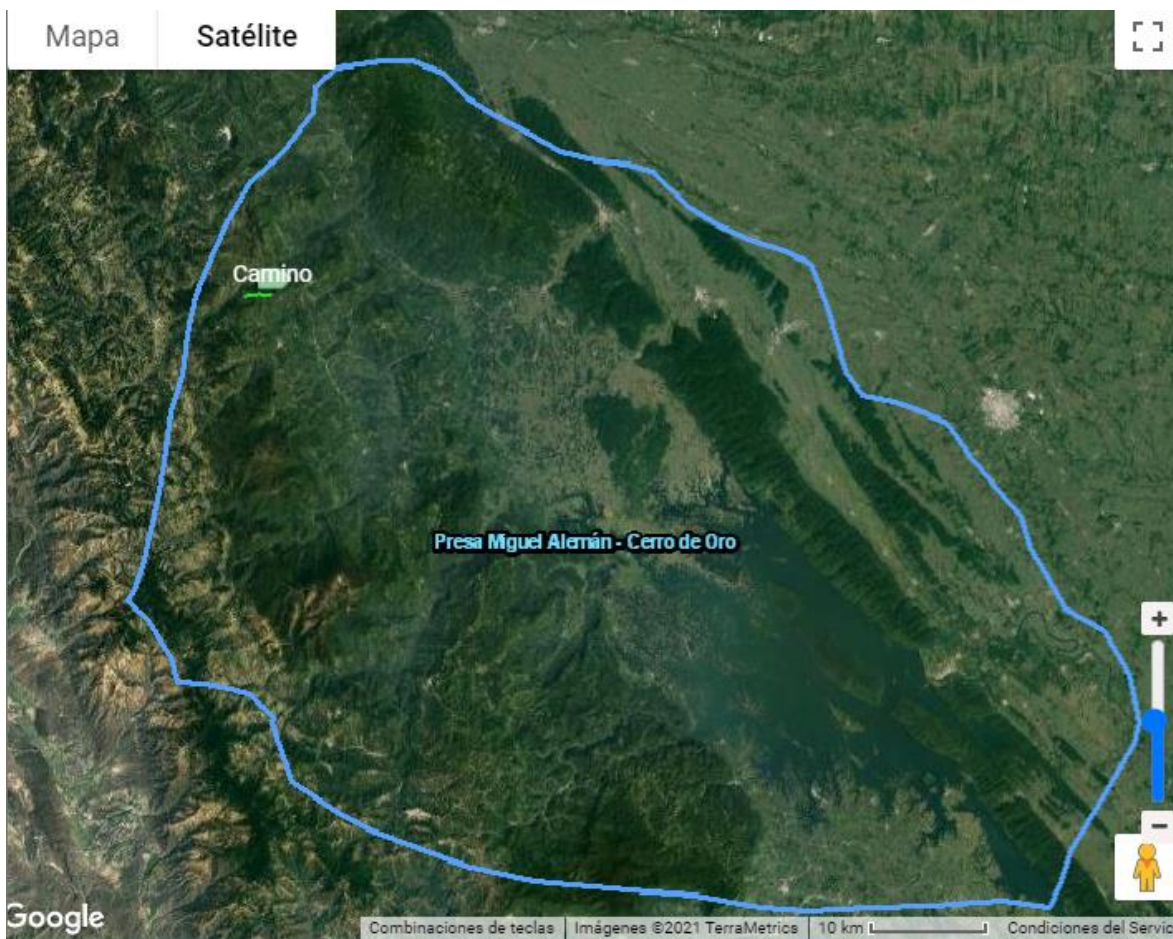 Mapa
Satélite
Camino
Presa Miguel Alemán - Cerro de Oro
Google
Combinaciones de teclas
Imágenes ©2021 TerraMetrics
10 km
Condiciones del Servic